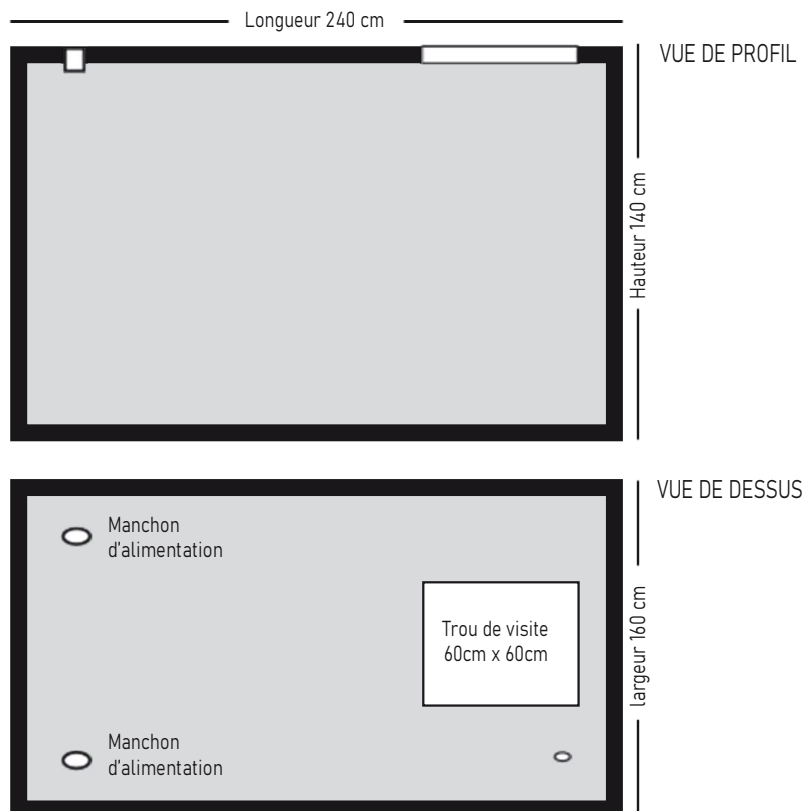 Longueur 240 cm
VUE DE PROFIL
Hauteur 140 cm
VUE DE DESSUS
Manchon
d'alimentation
Trou de visite
60cm x 60cm
largeur 160 cm
Manchon
d'alimentation